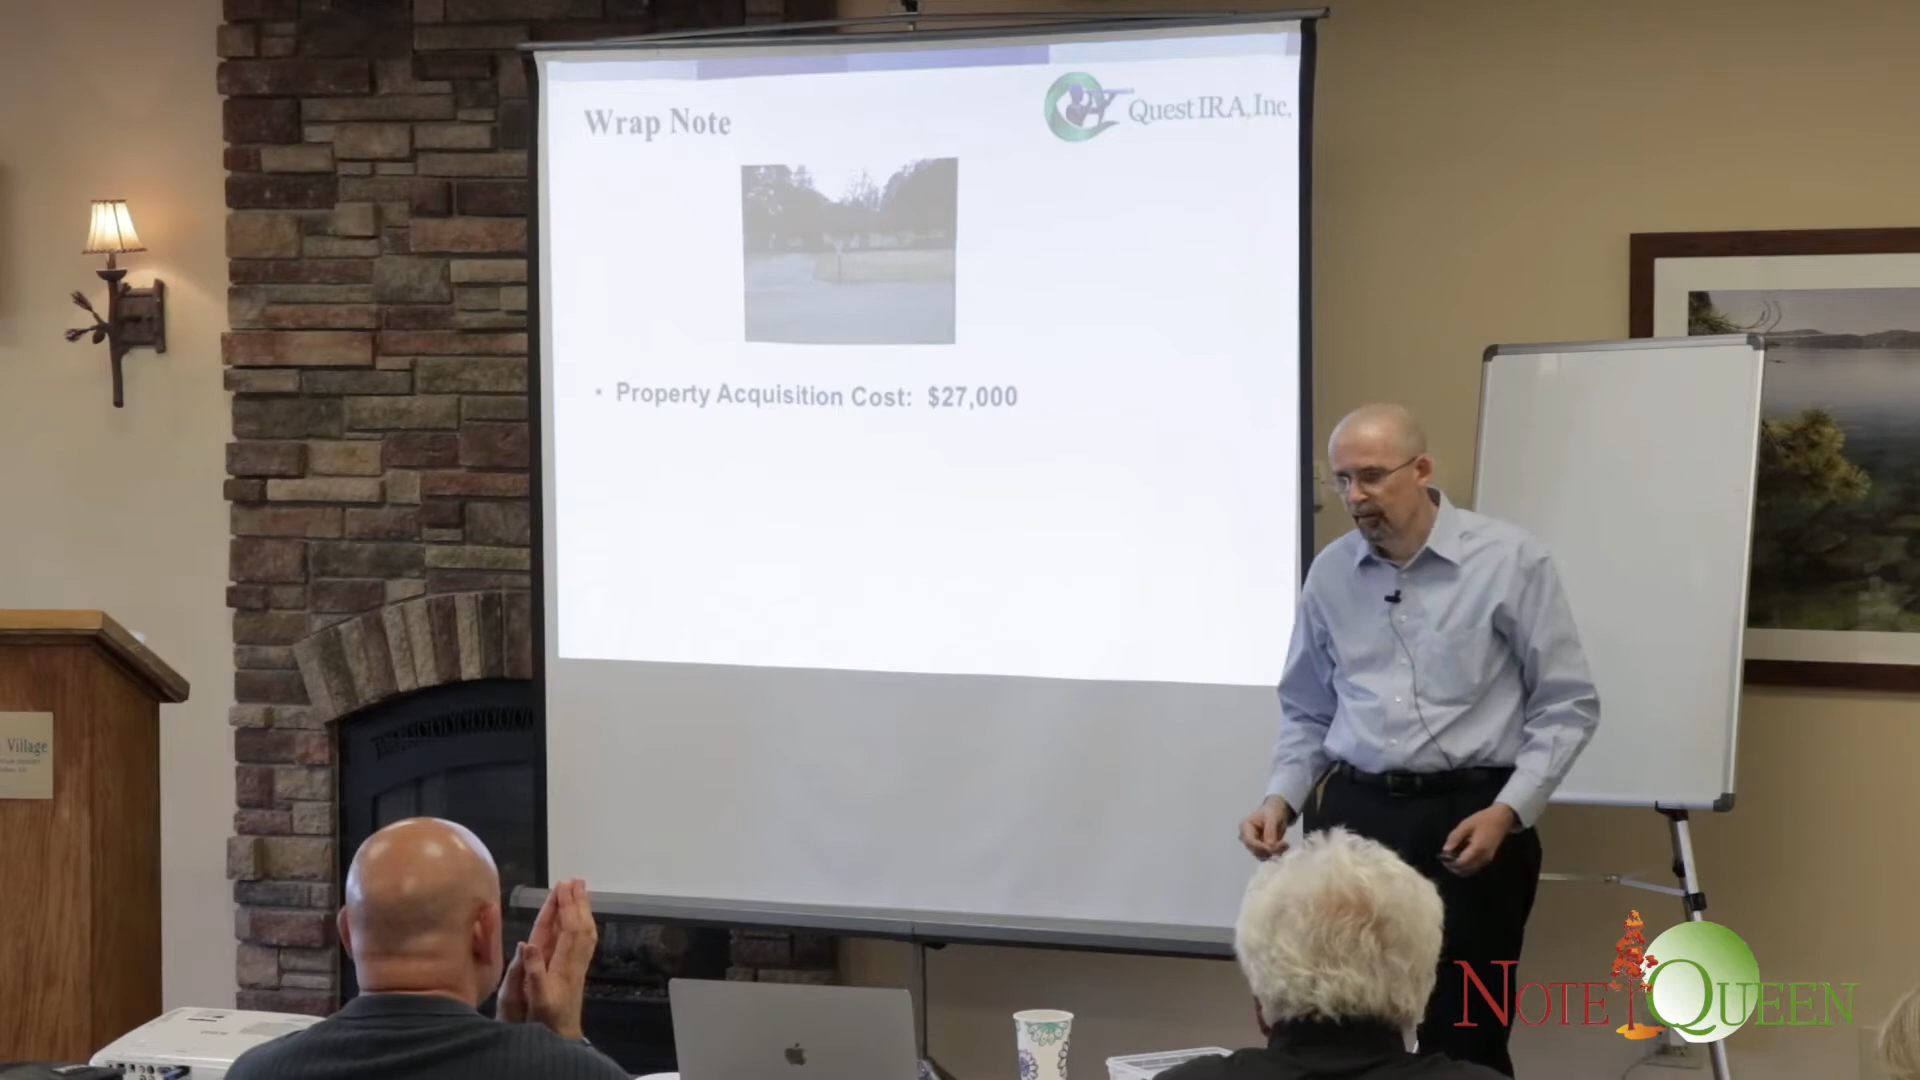 Wrap Note
Quest IRA, Inc.
• Property Acquisition Cost: $27,000
Village
NOTE QUEEN